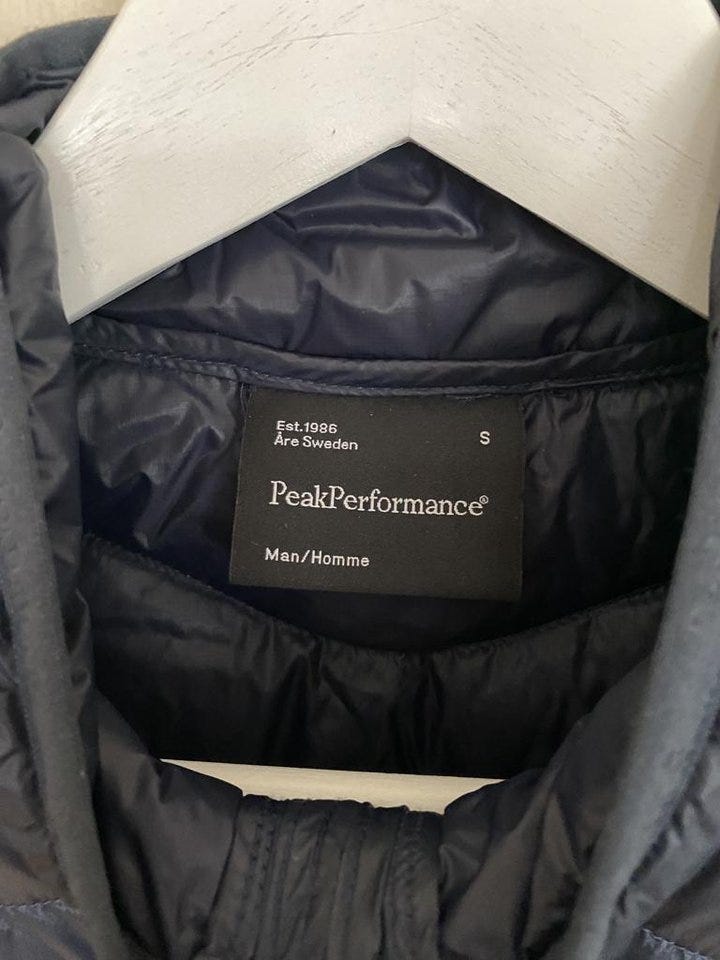 Est.1986
Åre Sweden
S
PeakPerformance®
Man/Homme